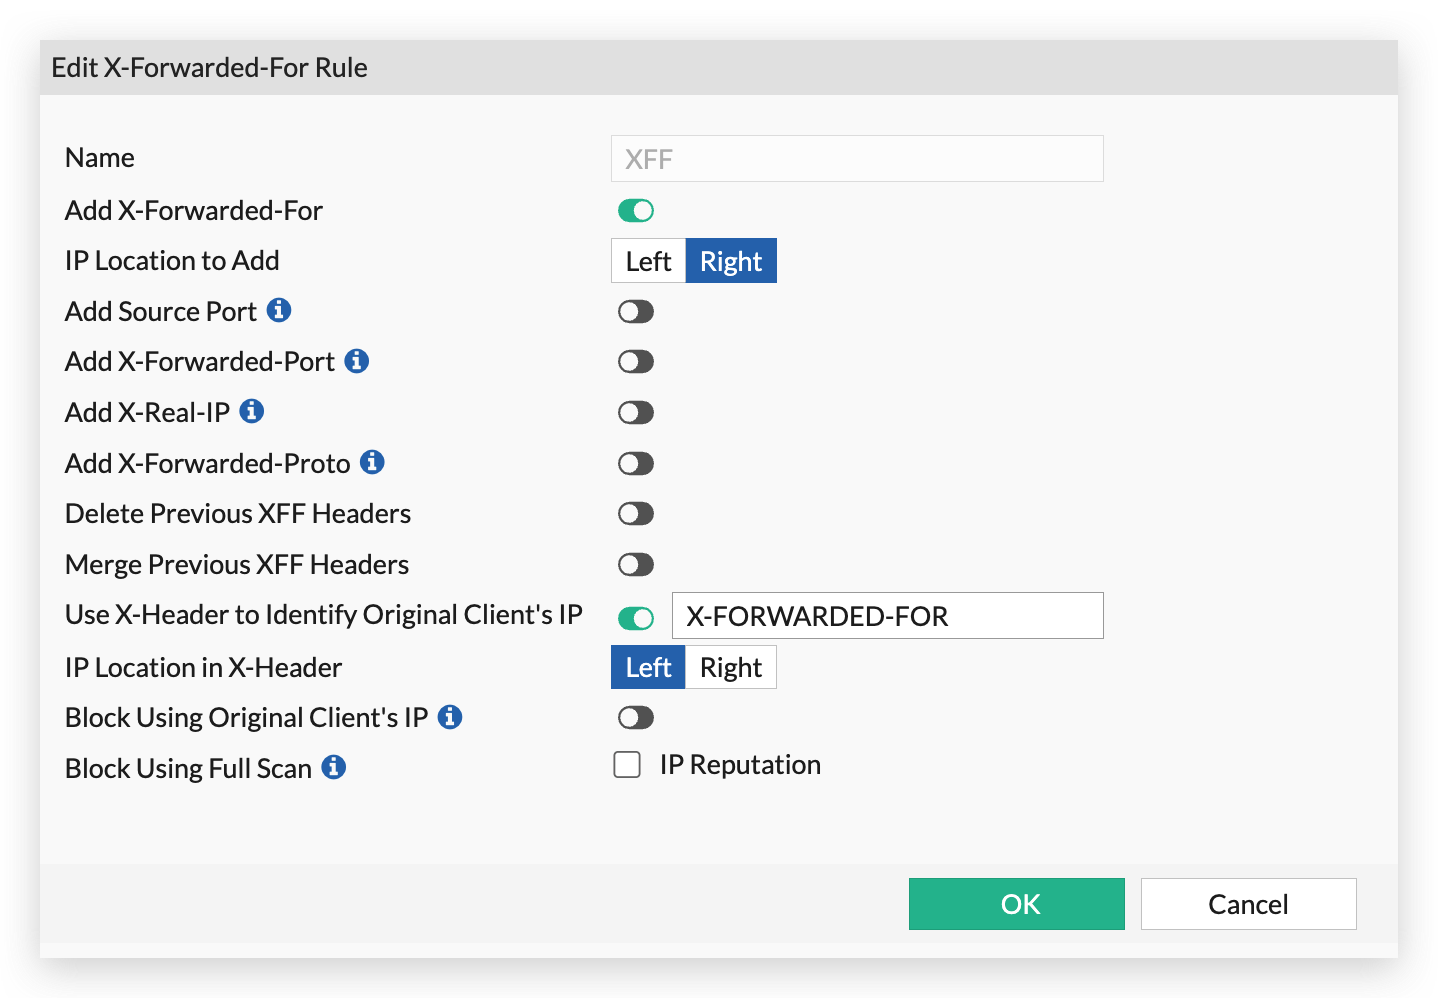 Edit X-Forwarded-For Rule
Name XFF
Add X-Forwarded-For
IP Location to Add Left Right
Add Source Port
Add X-Forwarded-Port
Add X-Real-IP
Add X-Forwarded-Proto
Delete Previous XFF Headers
Merge Previous XFF Headers
Use X-Header to Identify Original Client's IP X-FORWARDED-FOR
IP Location in X-Header Left Right
Block Using Original Client's IP
Block Using Full Scan IP Reputation
OK Cancel